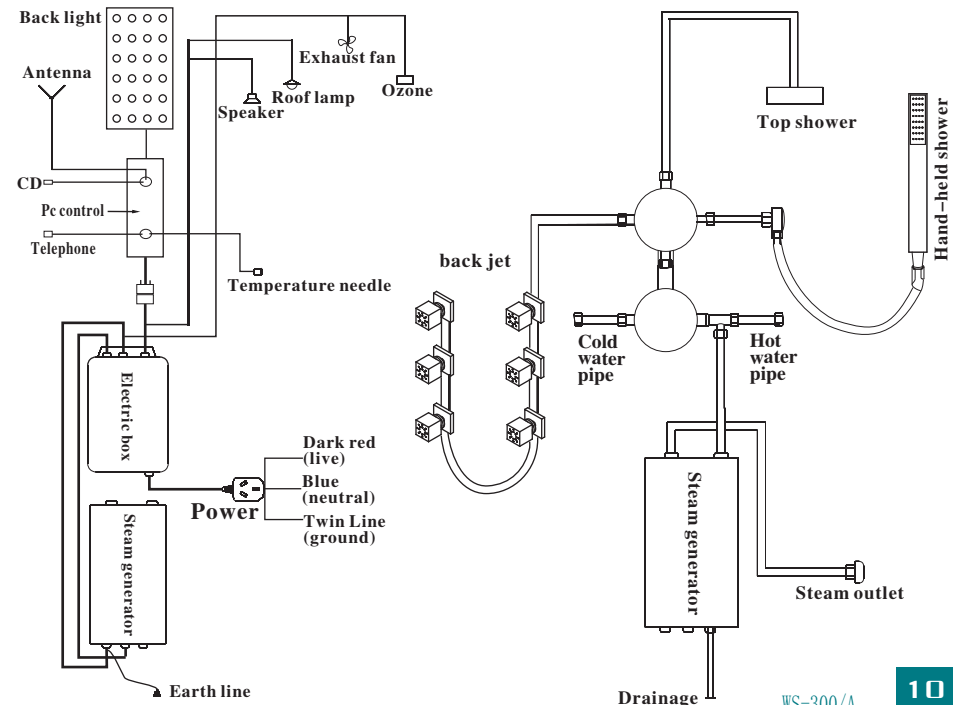 Back light
Antenna
CD
Pc control
Telephone
Exhaust fan
Roof lamp
Speaker
Ozone
Temperature needle
Electric box
Dark red
(live)
Blue
(neutral)
Twin Line
(ground)
Power
Steam generator
Earth line
Top shower
Hand-held shower
back jet
Cold
water
pipe
Hot
water
pipe
Steam generator
Steam outlet
Drainage
WS-300/A
10